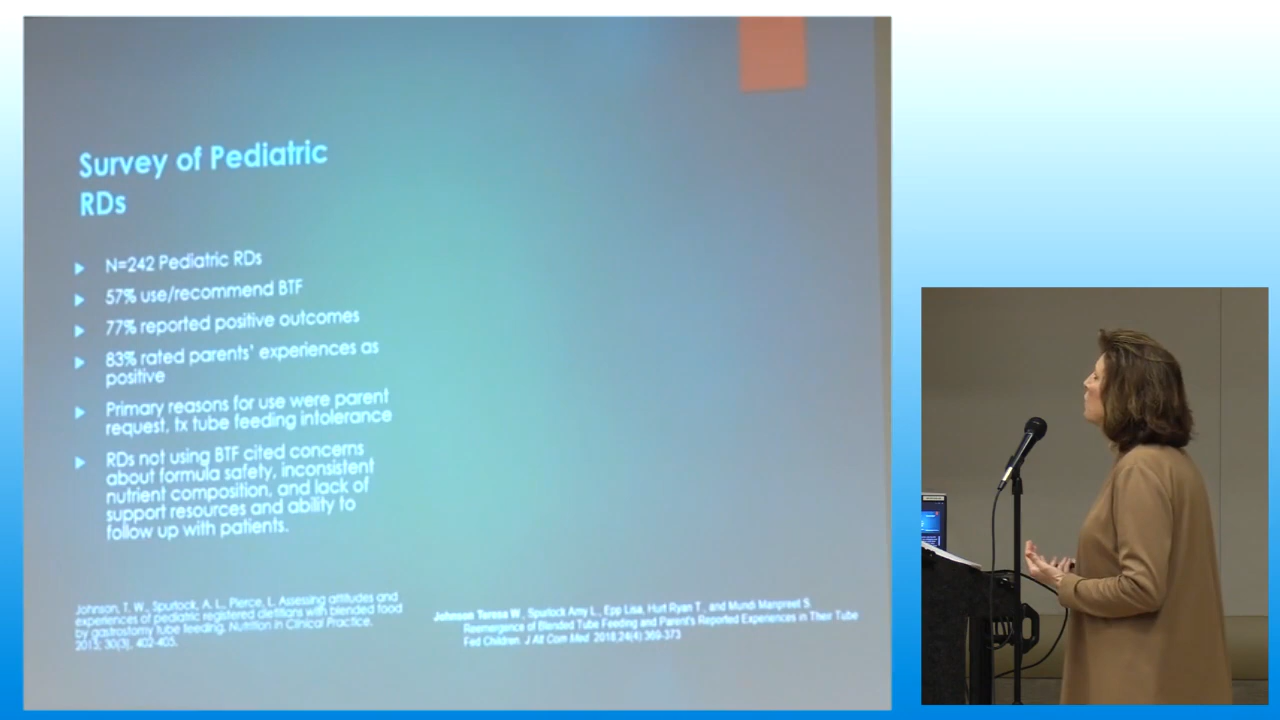 Survey of Pediatric
RDs
N=242 Pediatric RDs
57% use/recommend BTF
77% reported positive outcomes
83% rated parents' experiences as
positive
Primary reasons for use were parent
request, tx tube feeding intolerance
RDs not using BTF cited concerns
about formula safety, inconsistent
nutrient composition, and lack of
support resources and ability to
follow up with patients.
Johnson, T. W., Spurlock, A. L., Pierce, L. Assessing attitudes and
experiences of pediatric registered dietitians with blended food
by gastrostomy tube feeding. Nutrition in Clinical Practice.
2015; 30(3), 402-405.
Johnson Teresa W., Spurlock Amy L., Epp Lisa, Hurt Ryan T., and Mundi Manpreet S.
Reemergence of Blended Tube Feeding and Parent's Reported Experiences in Their Tube
Fed Children. J Alt Com Med. 2018;24(4) 369-373